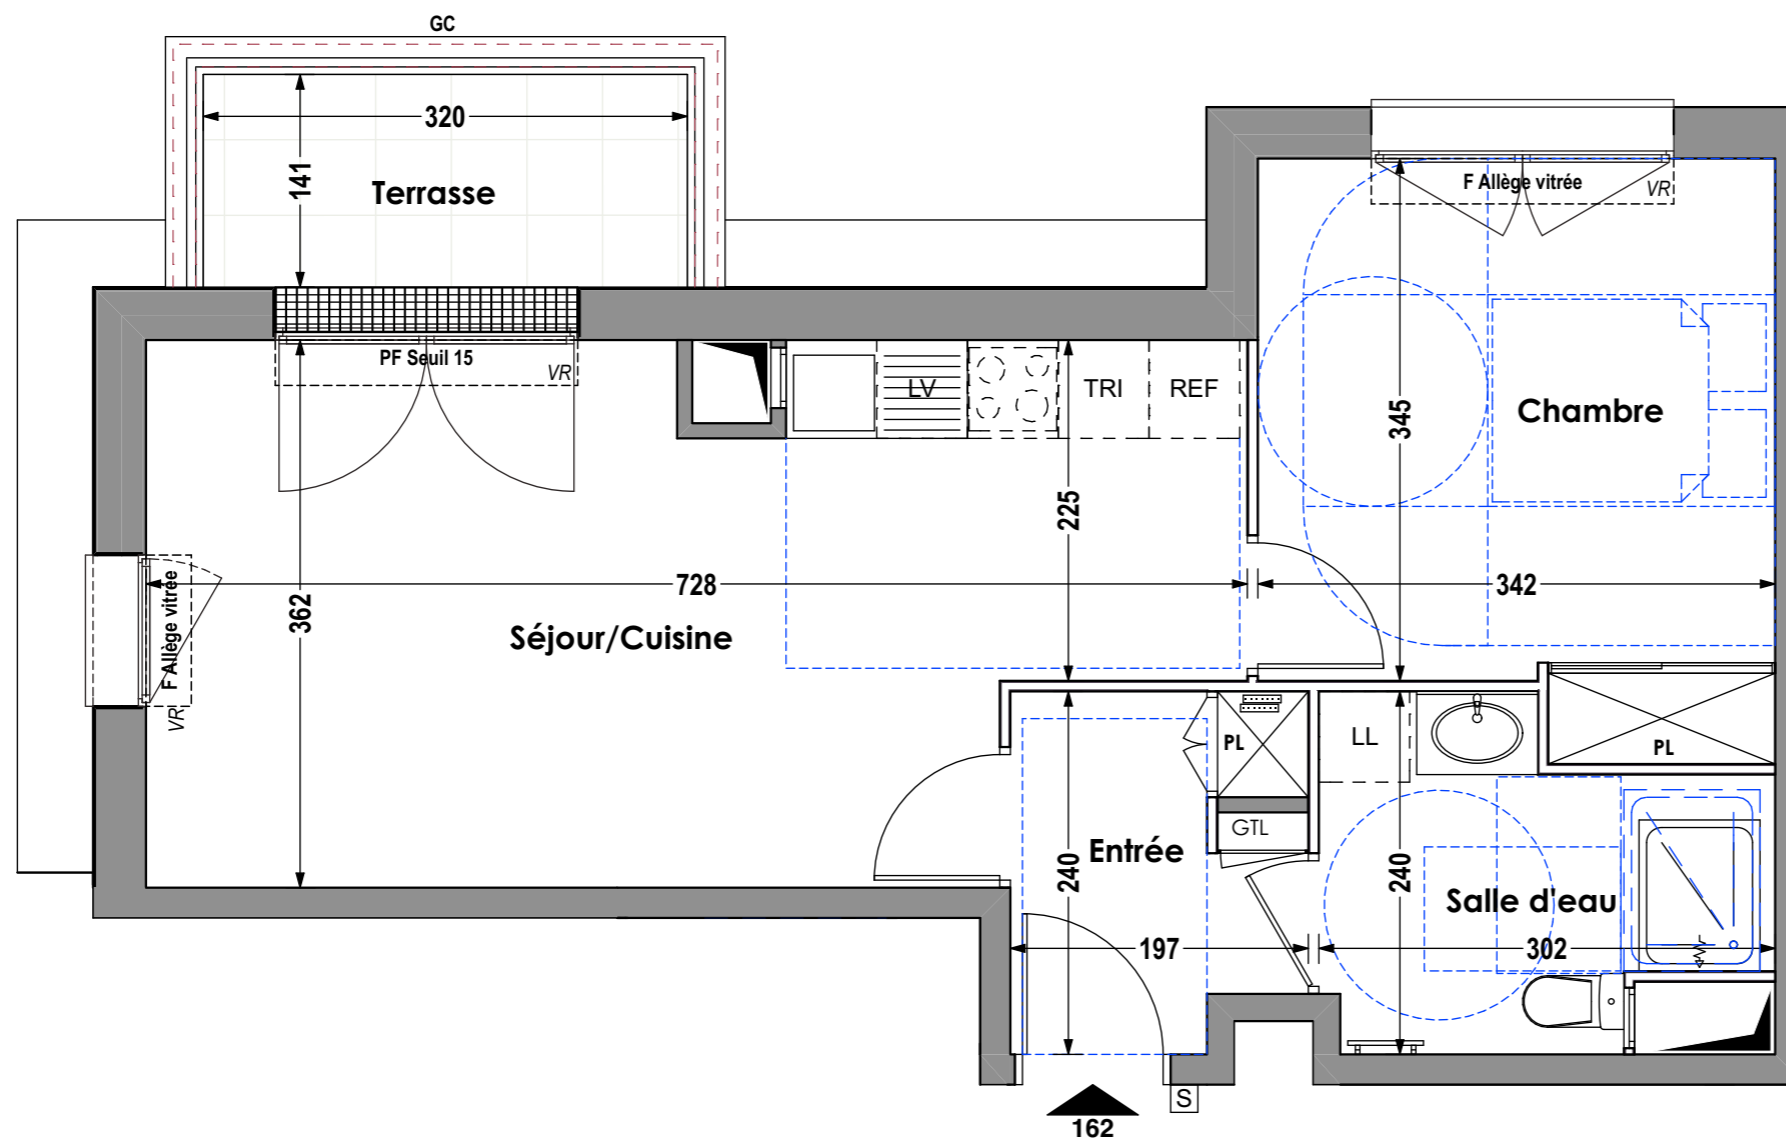 GC
320
141
Terrasse
F Allège vitrée
VR
PF Seuil 15
VR
LV
TRI
REF
345
Chambre
225
728
342
362
F Allège vitrée
VR
Séjour/Cuisine
PL
LL
PL
GTL
Entrée
240
240
Salle d'eau
197
302
S
162